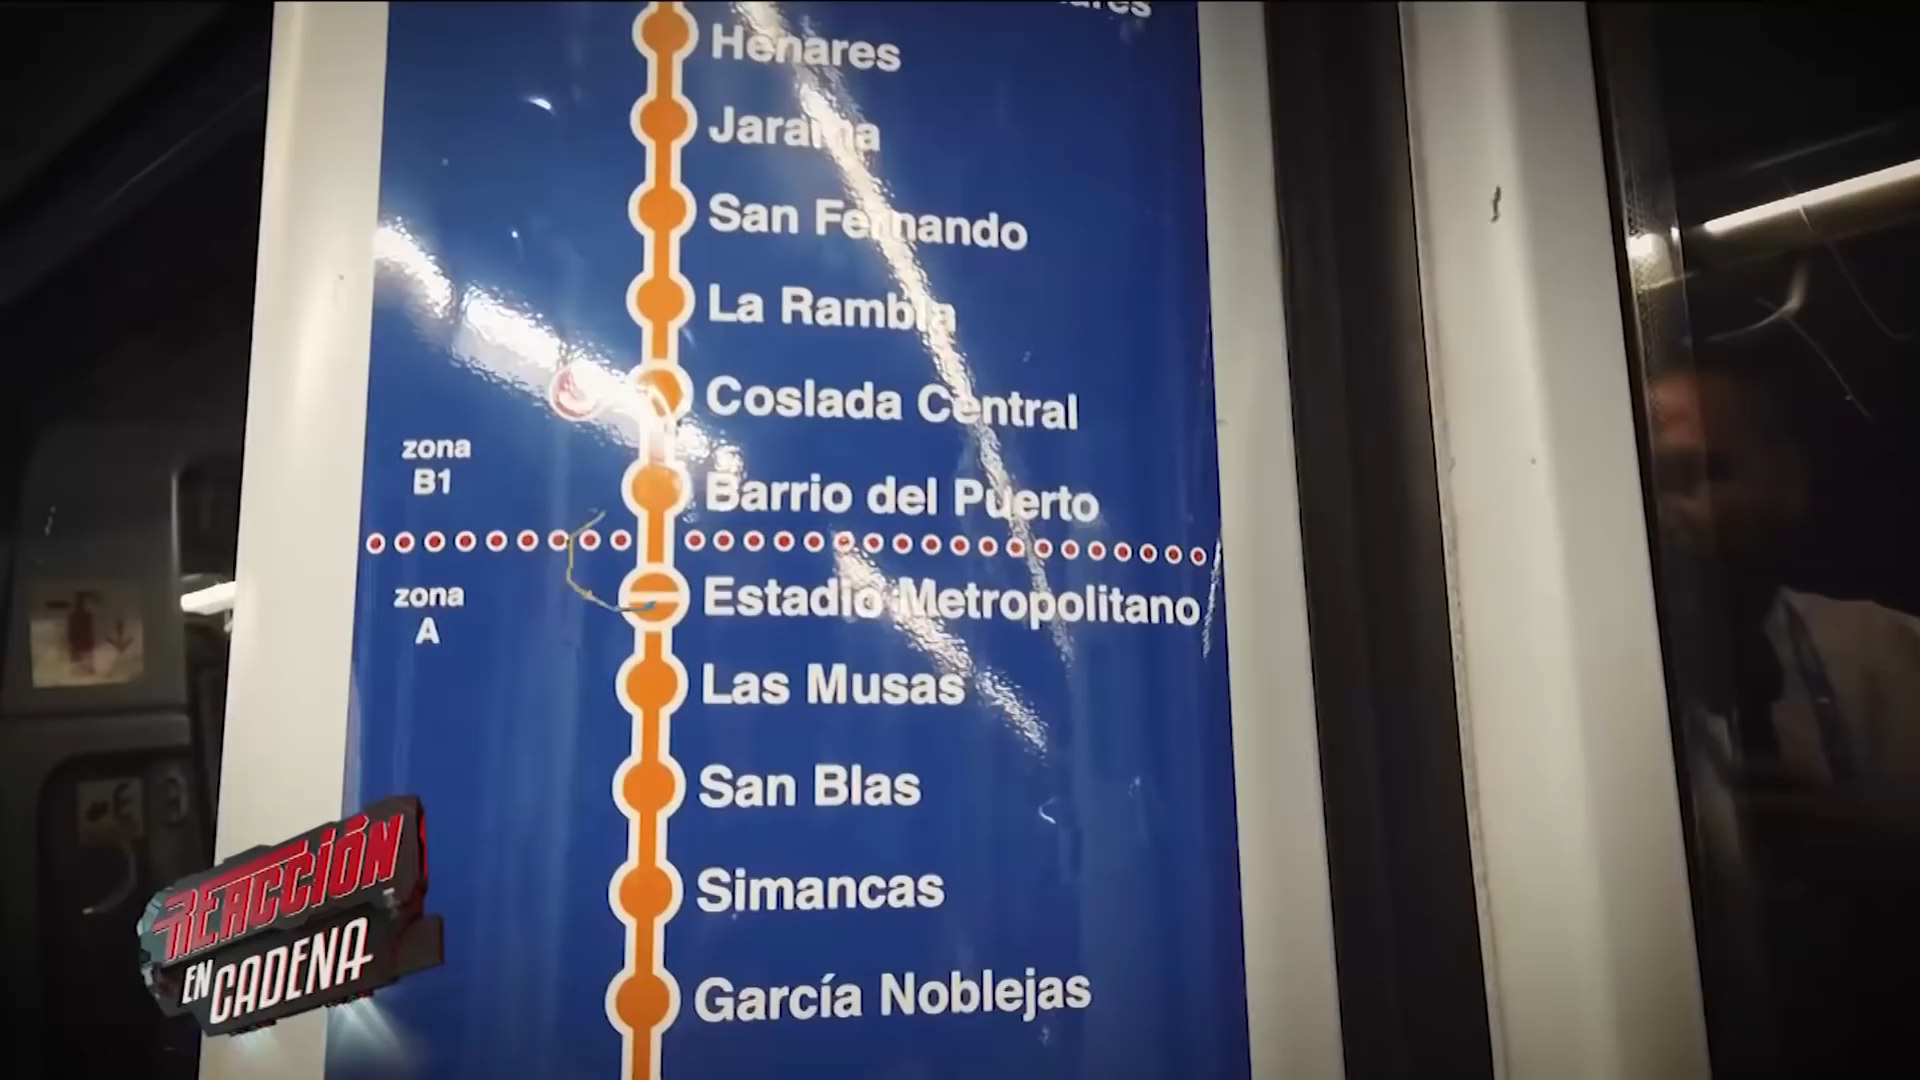 Henares
Jarama
San Fernando
La Rambla
Coslada Central
zona
B1
Barrio del Puerto
zona
A
Estadio Metropolitano
Las Musas
San Blas
Simancas
García Noblejas
REACCIÓN
EN CADENA